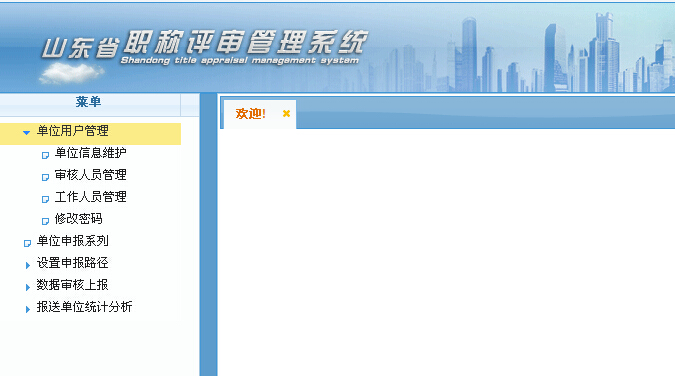 山东省职称评审管理系统
Shandong title appraisal management system
菜单
欢迎!
单位用户管理
单位信息维护
审核人员管理
工作人员管理
修改密码
单位申报系列
设置申报路径
数据审核上报
报送单位统计分析